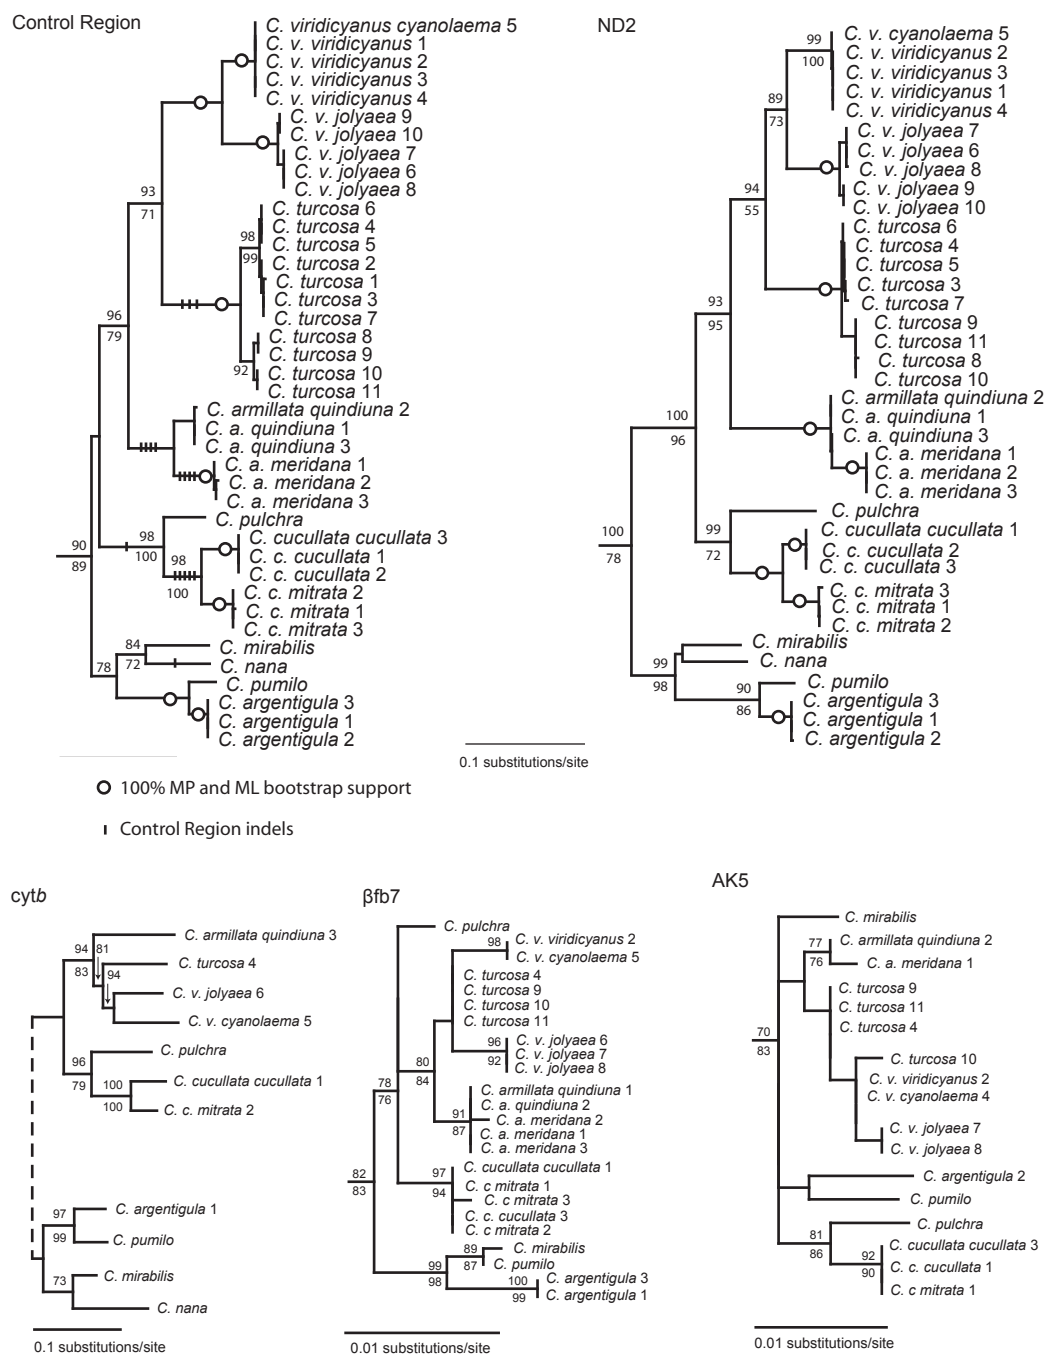 Control Region
C. viridicyanus cyanolaema 5
C. v. viridicyanus 1
C. v. viridicyanus 2
C. v. viridicyanus 3
C. v. viridicyanus 4
C. v. jolyaea 9
C. v. jolyaea 10
C. v. jolyaea 7
C. v. jolyaea 6
C. v. jolyaea 8
93
71
C. turcosa 6
C. turcosa 4
C. turcosa 5
C. turcosa 2
C. turcosa 1
C. turcosa 3
C. turcosa 7
98
99
C. turcosa 8
C. turcosa 9
C. turcosa 10
C. turcosa 11
92
96
79
C. armillata quindiuna 2
C. a. quindiuna 1
C. a. quindiuna 3
C. a. meridana 1
C. a. meridana 2
C. a. meridana 3
C. pulchra
98
100
C. cucullata cucullata 3
C. c. cucullata 1
C. c. cucullata 2
98
100
C. c. mitrata 2
C. c. mitrata 1
C. c. mitrata 3
90
89
C. mirabilis
84
72
C. nana
78
C. pumilo
C. argentigula 3
C. argentigula 1
C. argentigula 2
ND2
C. v. cyanolaema 5
C. v. viridicyanus 2
C. v. viridicyanus 3
C. v. viridicyanus 1
C. v. viridicyanus 4
99
100
89
73
C. v. jolyaea 7
C. v. jolyaea 6
C. v. jolyaea 8
C. v. jolyaea 9
C. v. jolyaea 10
94
55
C. turcosa 6
C. turcosa 4
C. turcosa 5
C. turcosa 3
C. turcosa 7
C. turcosa 9
C. turcosa 11
C. turcosa 8
C. turcosa 10
93
95
C. armillata quindiuna 2
C. a. quindiuna 1
C. a. quindiuna 3
C. a. meridana 1
C. a. meridana 2
C. a. meridana 3
100
96
C. pulchra
99
72
C. cucullata cucullata 1
C. c. cucullata 2
C. c. cucullata 3
C. c. mitrata 3
C. c. mitrata 1
C. c. mitrata 2
100
78
C. mirabilis
99
98
C. nana
C. pumilo
90
86
C. argentigula 3
C. argentigula 1
C. argentigula 2
0.1 substitutions/site
100% MP and ML bootstrap support
Control Region indels
cytb
C. armillata quindiuna 3
94
83
81
C. turcosa 4
94
C. v. jolyaea 6
C. v. cyanolaema 5
C. pulchra
96
79
C. cucullata cucullata 1
100
100
C. c. mitrata 2
C. argentigula 1
97
99
C. pumilo
C. mirabilis
73
C. nana
0.1 substitutions/site
βfb7
C. pulchra
98
C. v. viridicyanus 2
C. v. cyanolaema 5
C. turcosa 4
C. turcosa 9
C. turcosa 10
C. turcosa 11
96
92
C. v. jolyaea 6
C. v. jolyaea 7
C. v. jolyaea 8
80
84
C. armillata quindiuna 1
C. a. quindiuna 2
C. a. meridana 2
C. a. meridana 1
C. a. meridana 3
91
87
78
76
C. cucullata cucullata 1
C. c mitrata 1
C. c mitrata 3
C. c. cucullata 3
C. c mitrata 2
97
94
82
83
C. mirabilis
89
87
C. pumilo
99
98
100
99
C. argentigula 3
C. argentigula 1
0.01 substitutions/site
AK5
C. mirabilis
C. armillata quindiuna 2
77
76
C. a. meridana 1
C. turcosa 9
C. turcosa 11
C. turcosa 4
70
83
C. turcosa 10
C. v. viridicyanus 2
C. v. cyanolaema 4
C. v. jolyaea 7
C. v. jolyaea 8
C. argentigula 2
C. pumilo
C. pulchra
81
86
C. cucullata cucullata 3
92
90
C. c. cucullata 1
C. c mitrata 1
0.01 substitutions/site